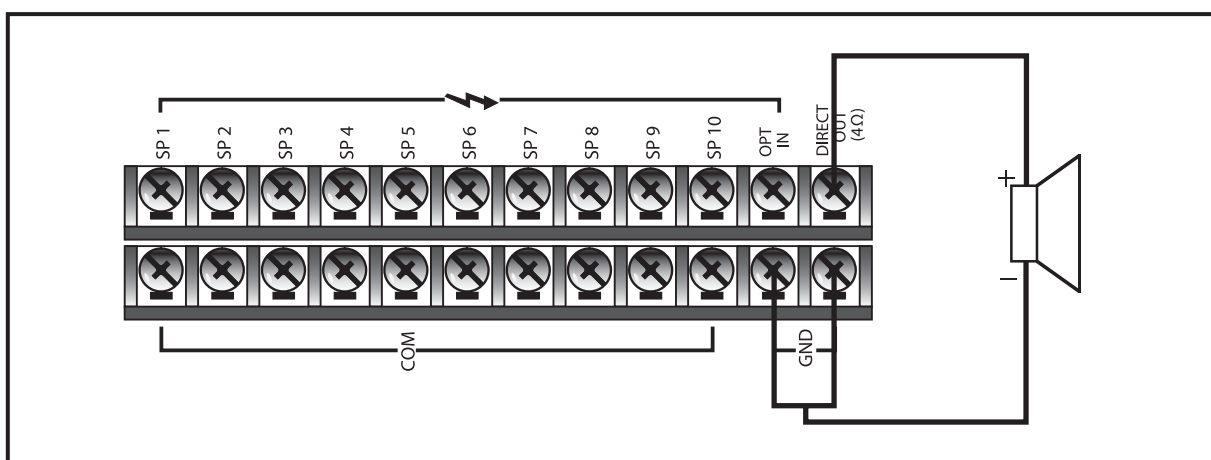 SP 1
SP 2
SP 3
SP 4
SP 5
SP 6
SP 7
SP 8
SP 9
SP 10
OPT
IN
DIRECT
OUT
(4Ω)
+
–
COM
GND